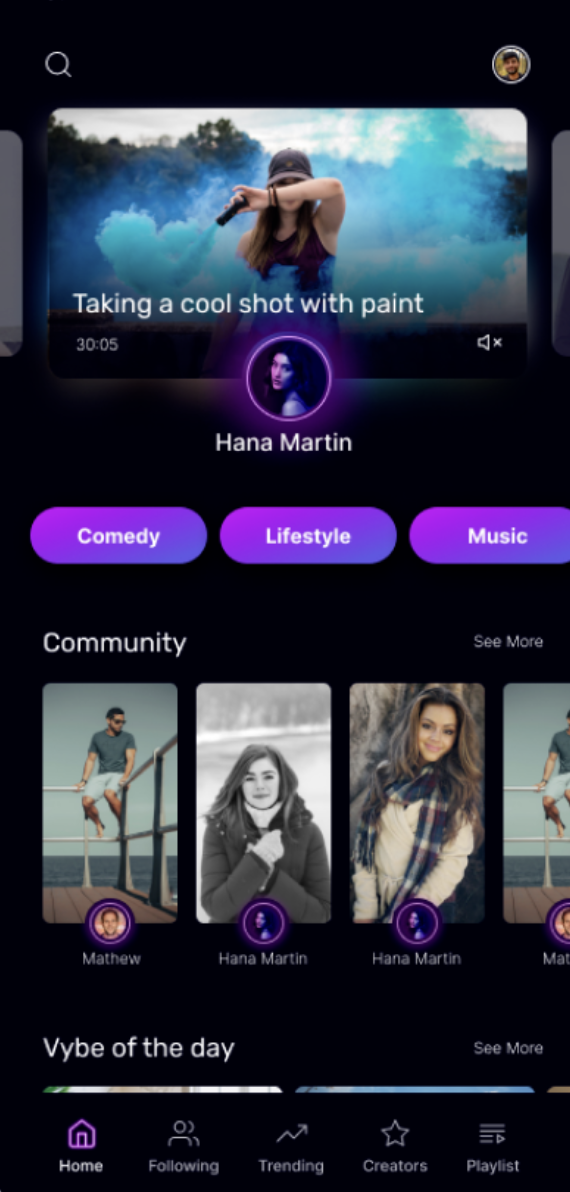 Taking a cool shot with paint
30:05
Hana Martin
Comedy Lifestyle Music
Community See More
Mathew Hana Martin Hana Martin Mat
Vybe of the day See More
Home Following Trending Creators Playlist